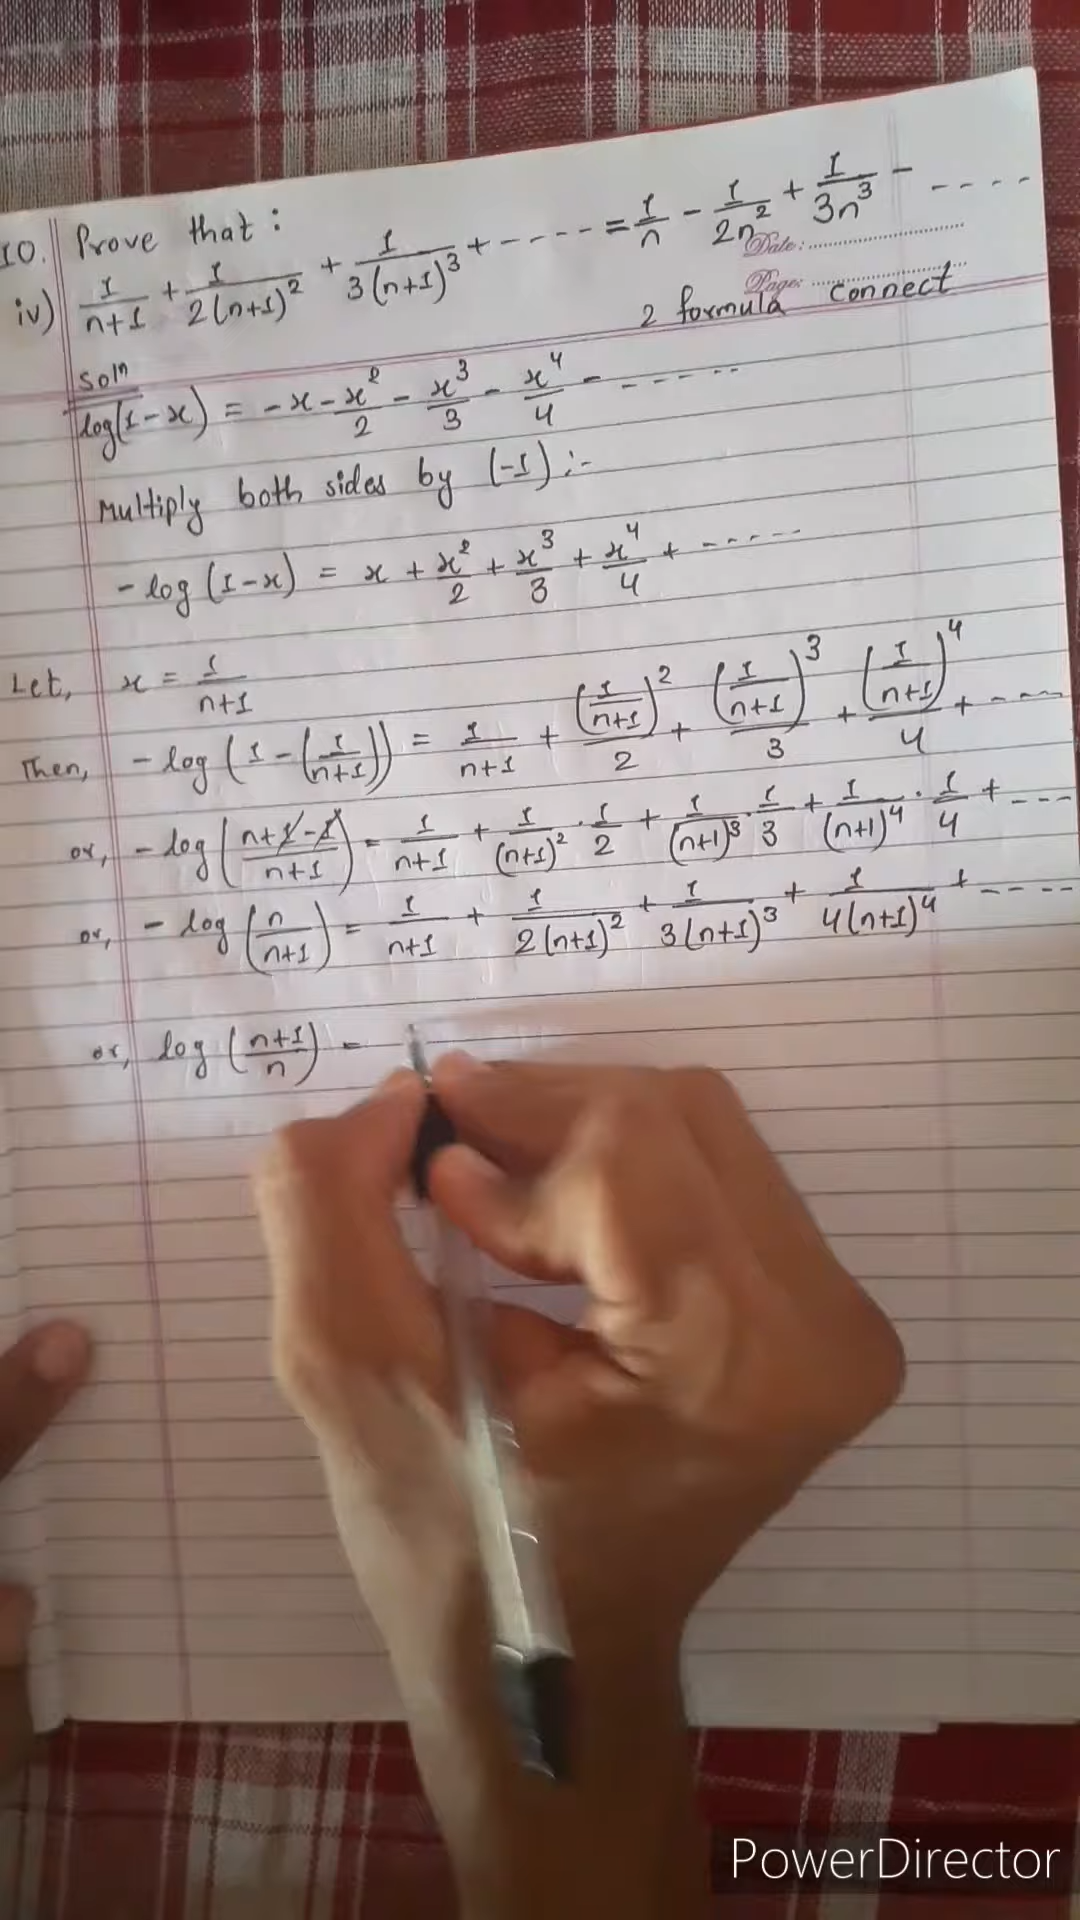 10. Prove that :
iv) 1/(n+1) + 1/(2(n+1)^2) + 1/(3(n+1)^3) + ----- = 1/n - 1/(2n^2) + 1/(3n^3) - ----
Date:
Page:
2 formula connect
Soln
log(1-x) = -x - x^2/2 - x^3/3 - x^4/4 - ------
Multiply both sides by (-1) :-
-log(1-x) = x + x^2/2 + x^3/3 + x^4/4 + -----
Let, x = 1/(n+1)
Then, -log(1-(1/(n+1))) = 1/(n+1) + (1/(n+1))^2/2 + (1/(n+1))^3/3 + (1/(n+1))^4/4 + ----
or, -log((n+1-1)/(n+1)) = 1/(n+1) + 1/(n+1)^2 · 1/2 + 1/(n+1)^3 · 1/3 + 1/(n+1)^4 · 1/4 + ---
or, -log(n/(n+1)) = 1/(n+1) + 1/(2(n+1)^2) + 1/(3(n+1)^3) + 1/(4(n+1)^4) + ----
or, log((n+1)/n) =
PowerDirector